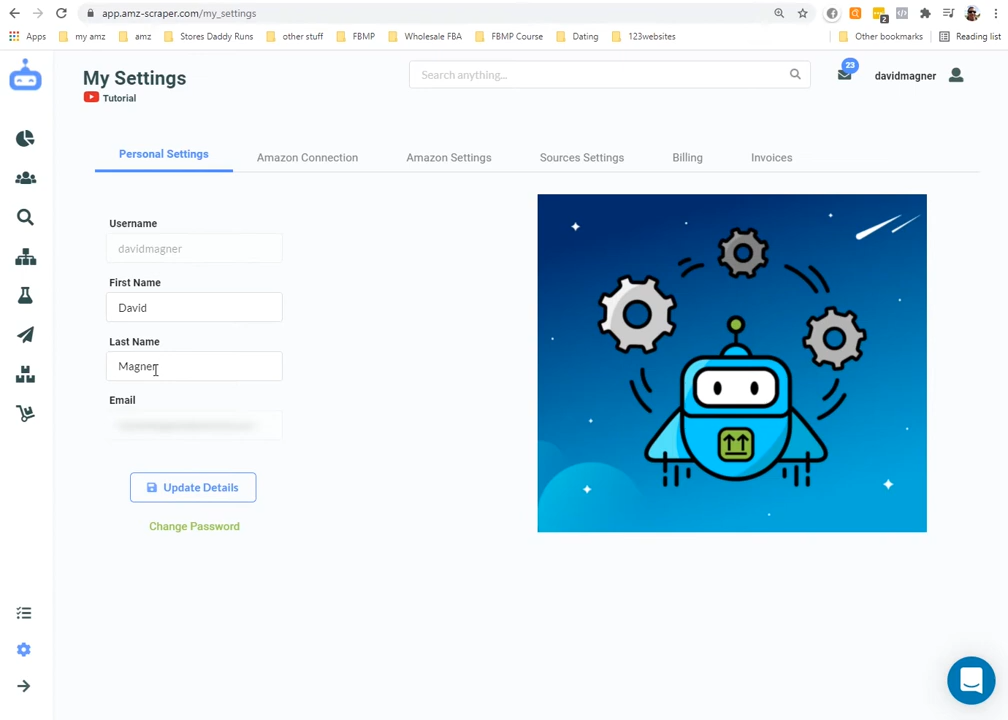 app.amz-scraper.com/my_settings
2
Apps my amz amz Stores Daddy Runs other stuff FBMP Wholesale FBA FBMP Course Dating 123websites Other bookmarks Reading list
My Settings
Tutorial
Search anything...
23
davidmagner
Personal Settings Amazon Connection Amazon Settings Sources Settings Billing Invoices
Username
davidmagner
First Name
David
Last Name
Magner
Email
Update Details
Change Password